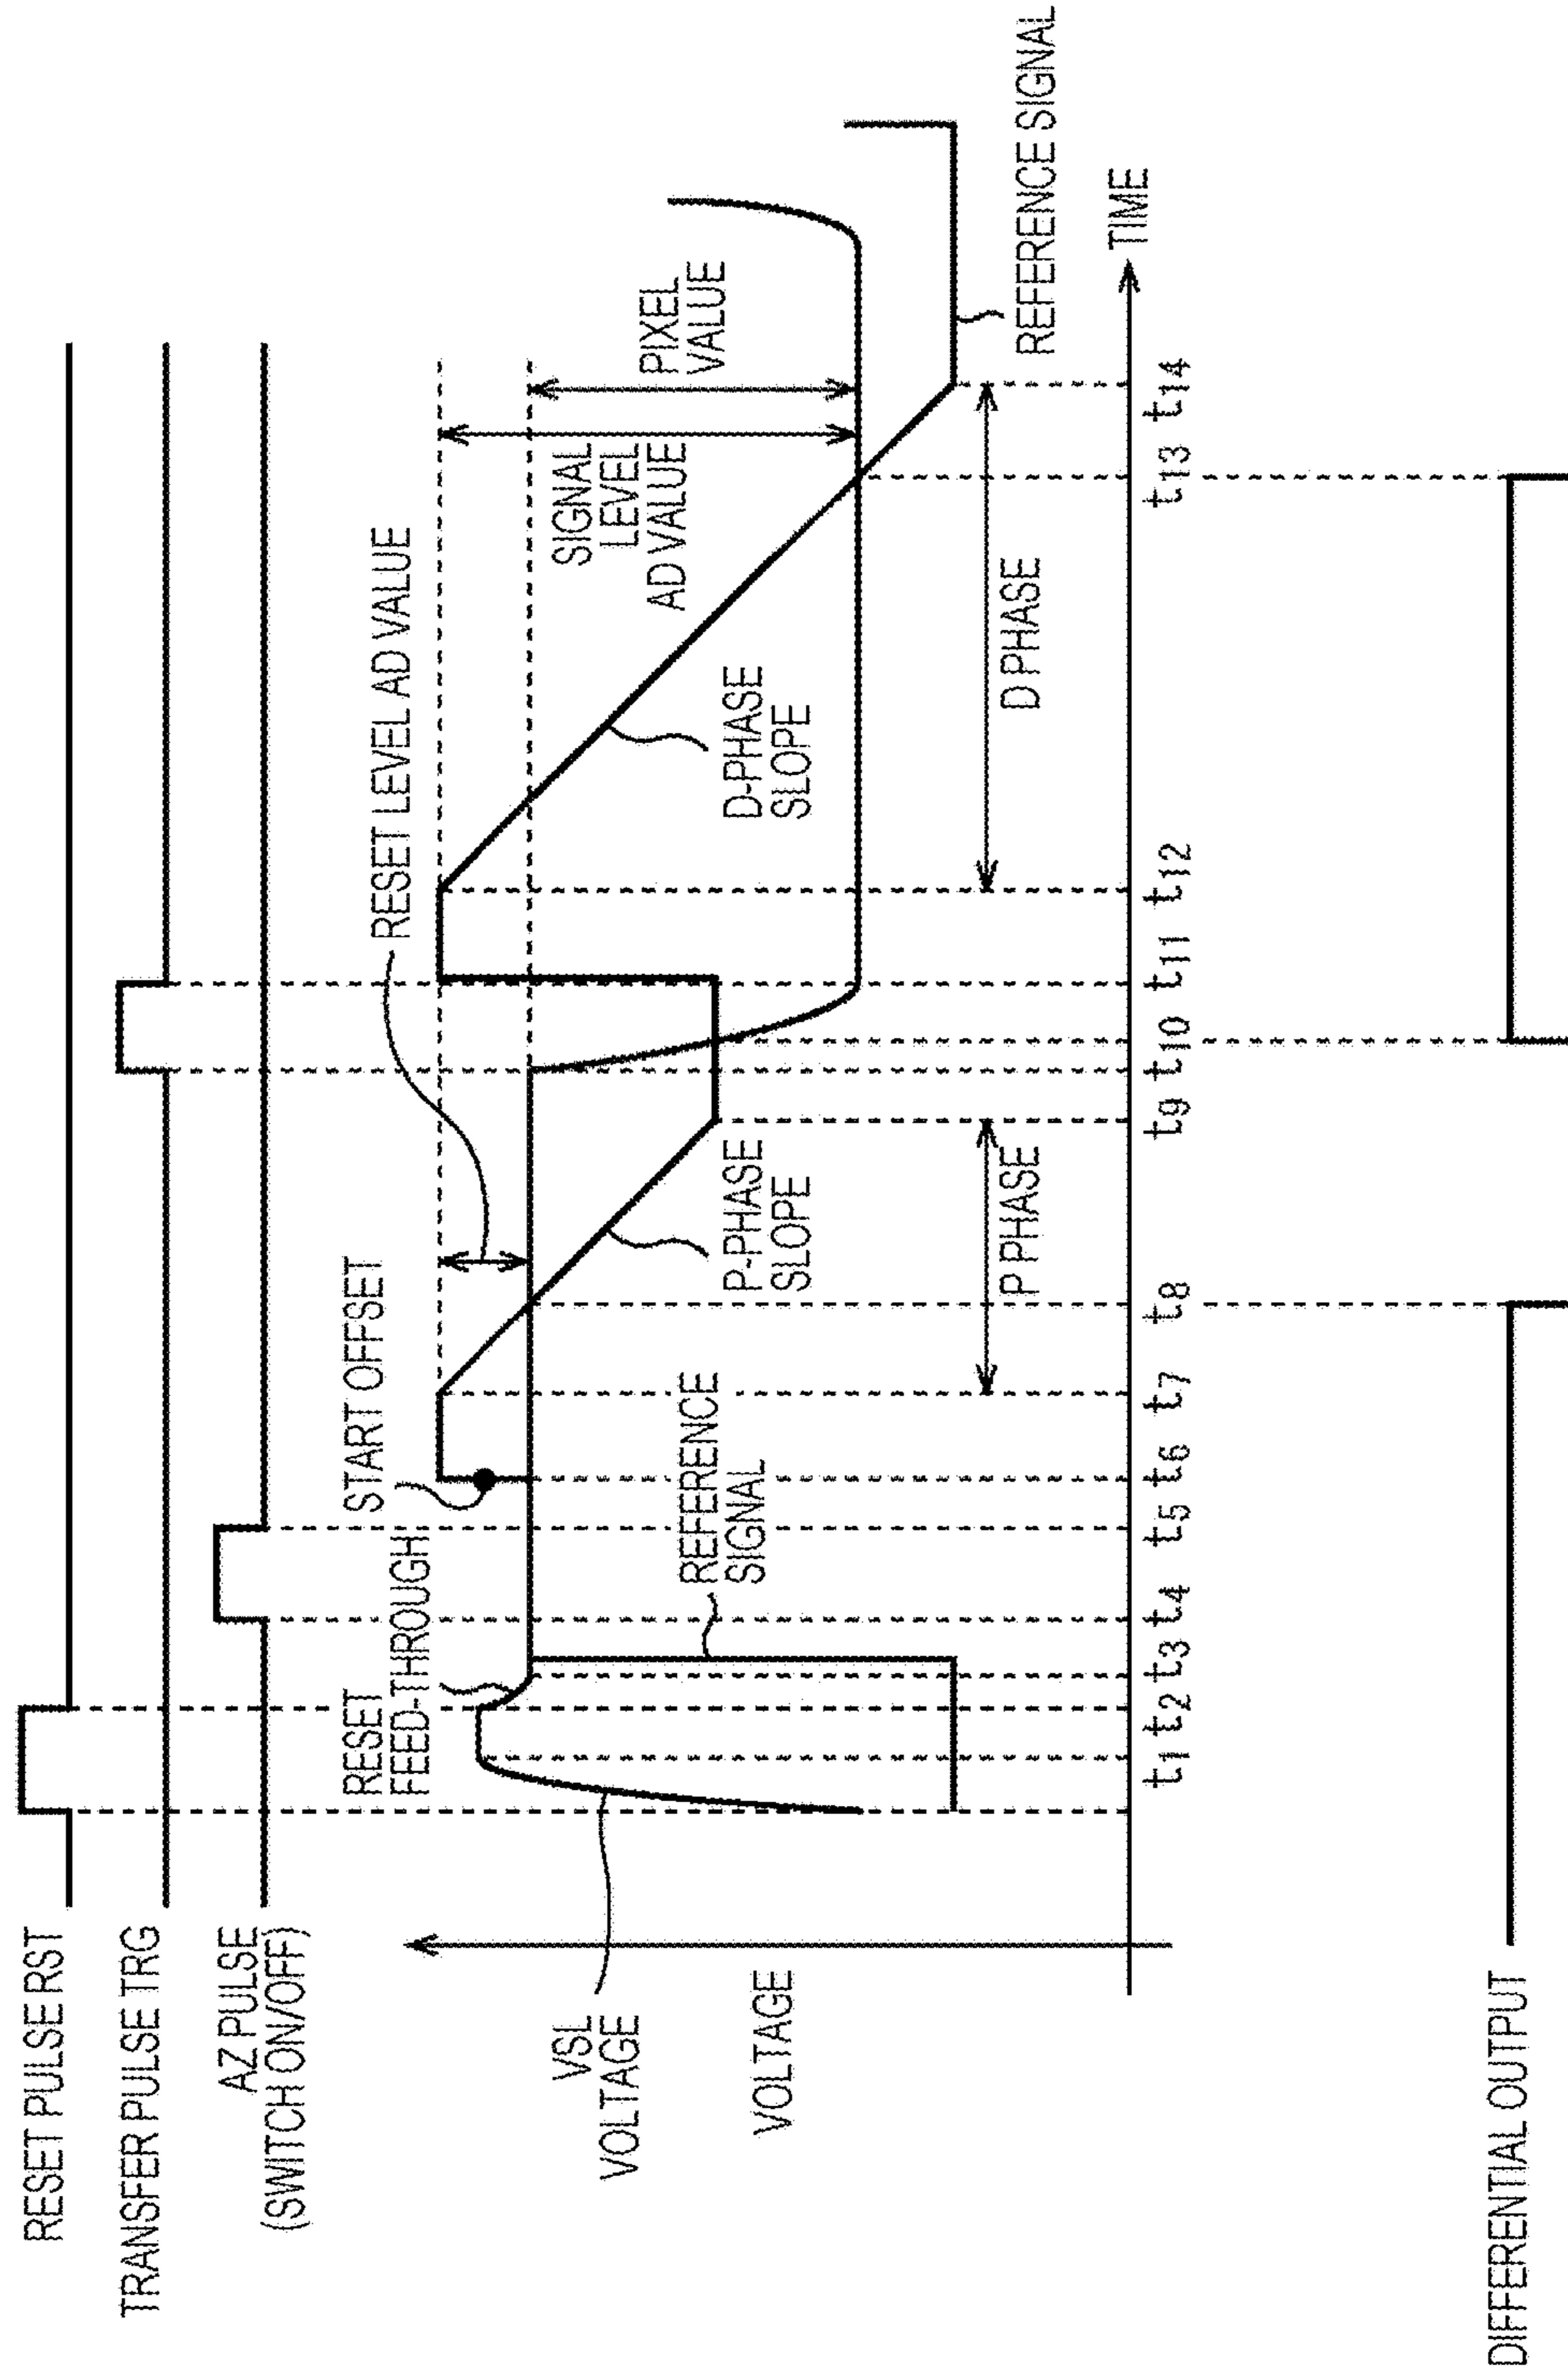 RESET PULSE RST
TRANSFER PULSE TRG
AZ PULSE
(SWITCH ON/OFF)
RESET
FEED-THROUGH
START OFFSET
RESET LEVEL AD VALUE
VSL
VOLTAGE
SIGNAL
LEVEL
AD VALUE
PIXEL
VALUE
REFERENCE
SIGNAL
P-PHASE
SLOPE
D-PHASE
SLOPE
VOLTAGE
P PHASE
D PHASE
REFERENCE SIGNAL
TIME
t1 t2 t3 t4 t5 t6 t7 t8 t9 t10 t11 t12 t13 t14
DIFFERENTIAL OUTPUT